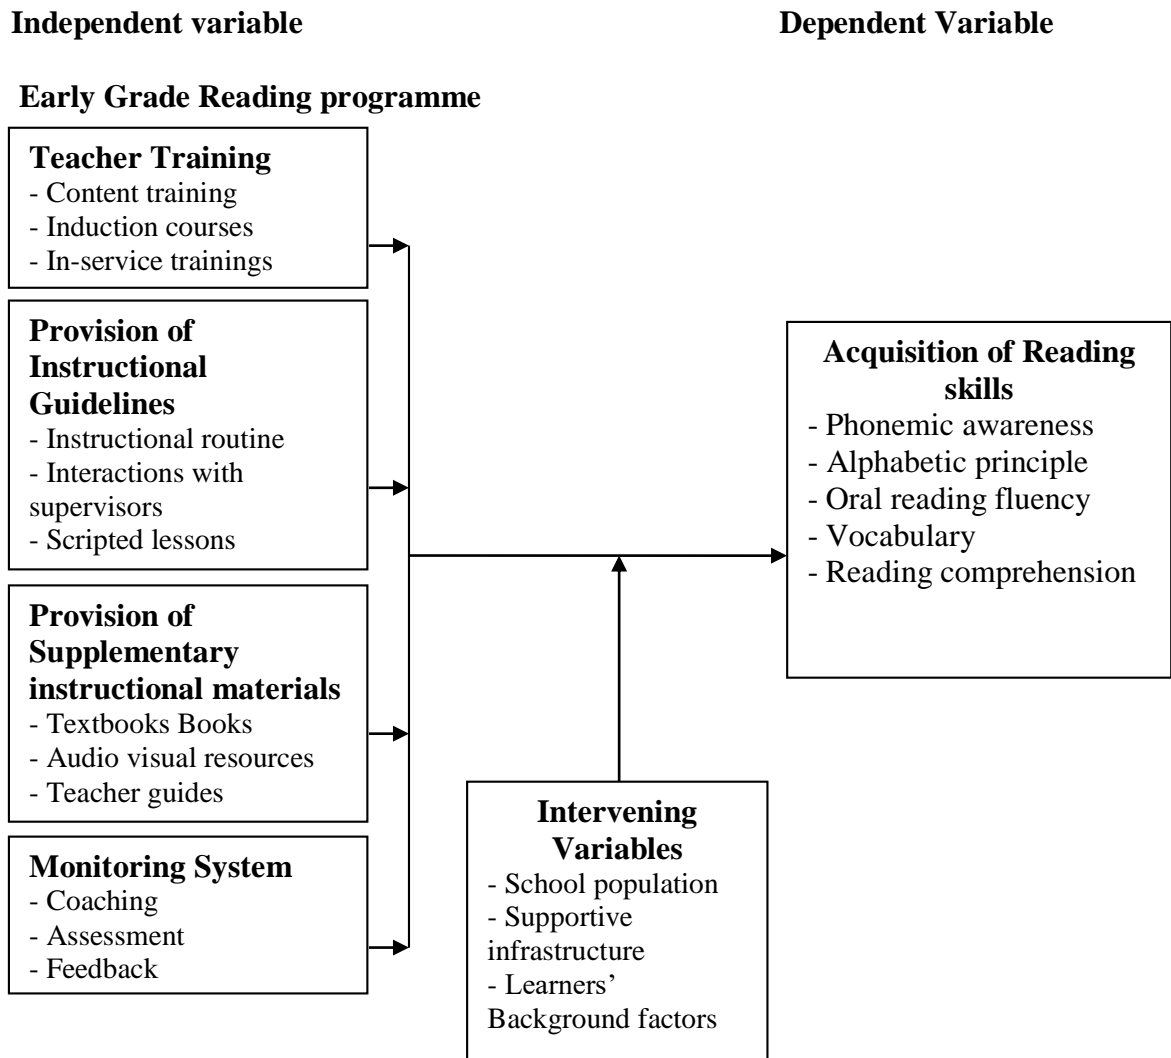 Independent variable
Dependent Variable
Early Grade Reading programme
Teacher Training
- Content training
- Induction courses
- In-service trainings
Provision of
Instructional
Guidelines
- Instructional routine
- Interactions with
supervisors
- Scripted lessons
Provision of
Supplementary
instructional materials
- Textbooks Books
- Audio visual resources
- Teacher guides
Monitoring System
- Coaching
- Assessment
- Feedback
Intervening
Variables
- School population
- Supportive
infrastructure
- Learners’
Background factors
Acquisition of Reading
skills
- Phonemic awareness
- Alphabetic principle
- Oral reading fluency
- Vocabulary
- Reading comprehension